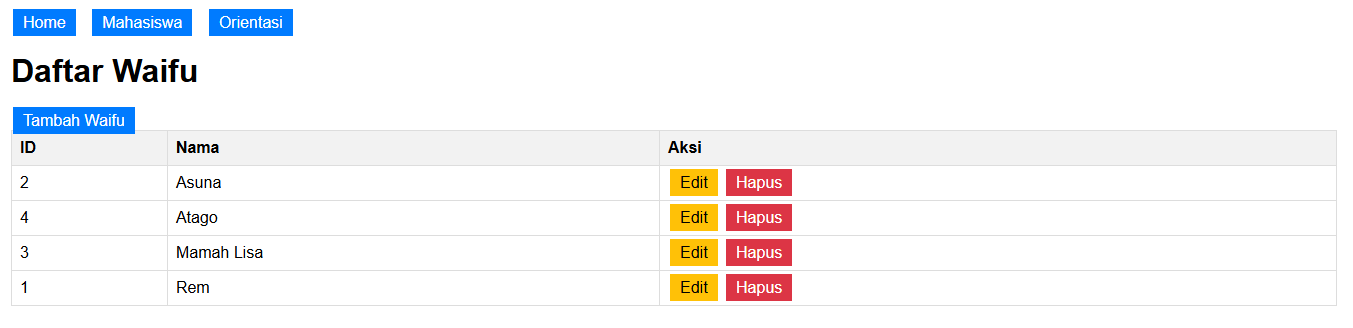 Home Mahasiswa Orientasi
Daftar Waifu
Tambah Waifu
ID Nama Aksi
2 Asuna Edit Hapus
4 Atago Edit Hapus
3 Mamah Lisa Edit Hapus
1 Rem Edit Hapus